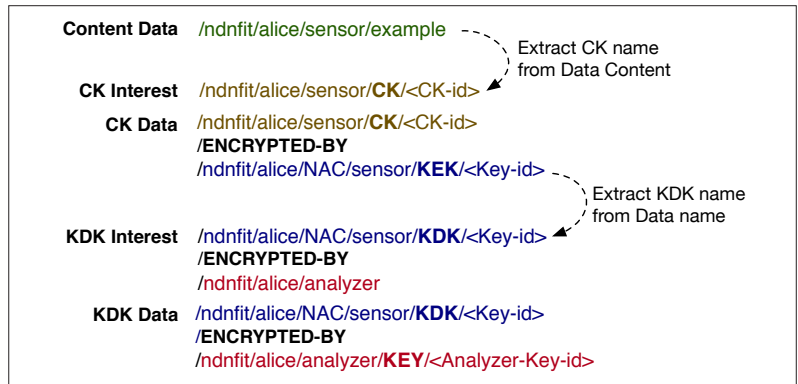 Content Data /ndnfit/alice/sensor/example
Extract CK name
from Data Content
CK Interest /ndnfit/alice/sensor/CK/<CK-id>
CK Data /ndnfit/alice/sensor/CK/<CK-id>
/ENCRYPTED-BY
/ndnfit/alice/NAC/sensor/KEK/<Key-id>
Extract KDK name
from Data name
KDK Interest /ndnfit/alice/NAC/sensor/KDK/<Key-id>
/ENCRYPTED-BY
/ndnfit/alice/analyzer
KDK Data /ndnfit/alice/NAC/sensor/KDK/<Key-id>
/ENCRYPTED-BY
/ndnfit/alice/analyzer/KEY/<Analyzer-Key-id>